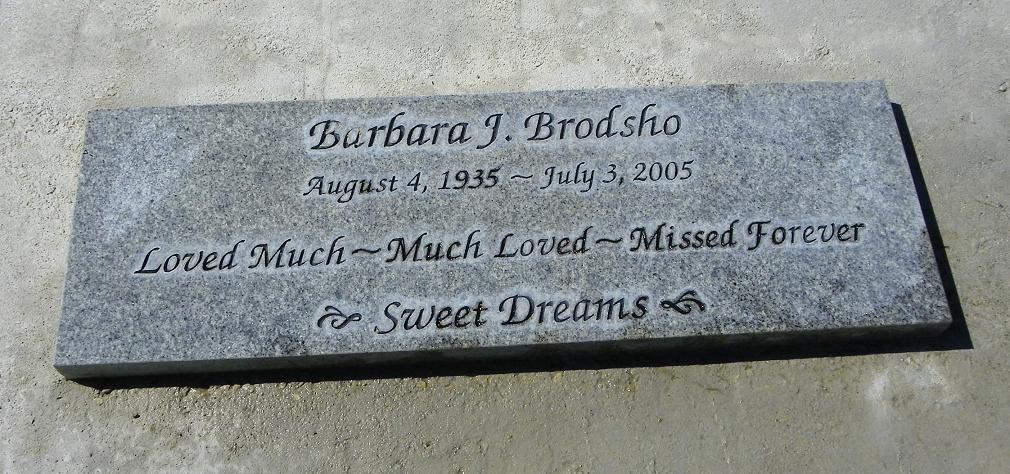 Barbara J. Brodsho
August 4, 1935 ~ July 3, 2005
Loved Much ~ Much Loved ~ Missed Forever
Sweet Dreams